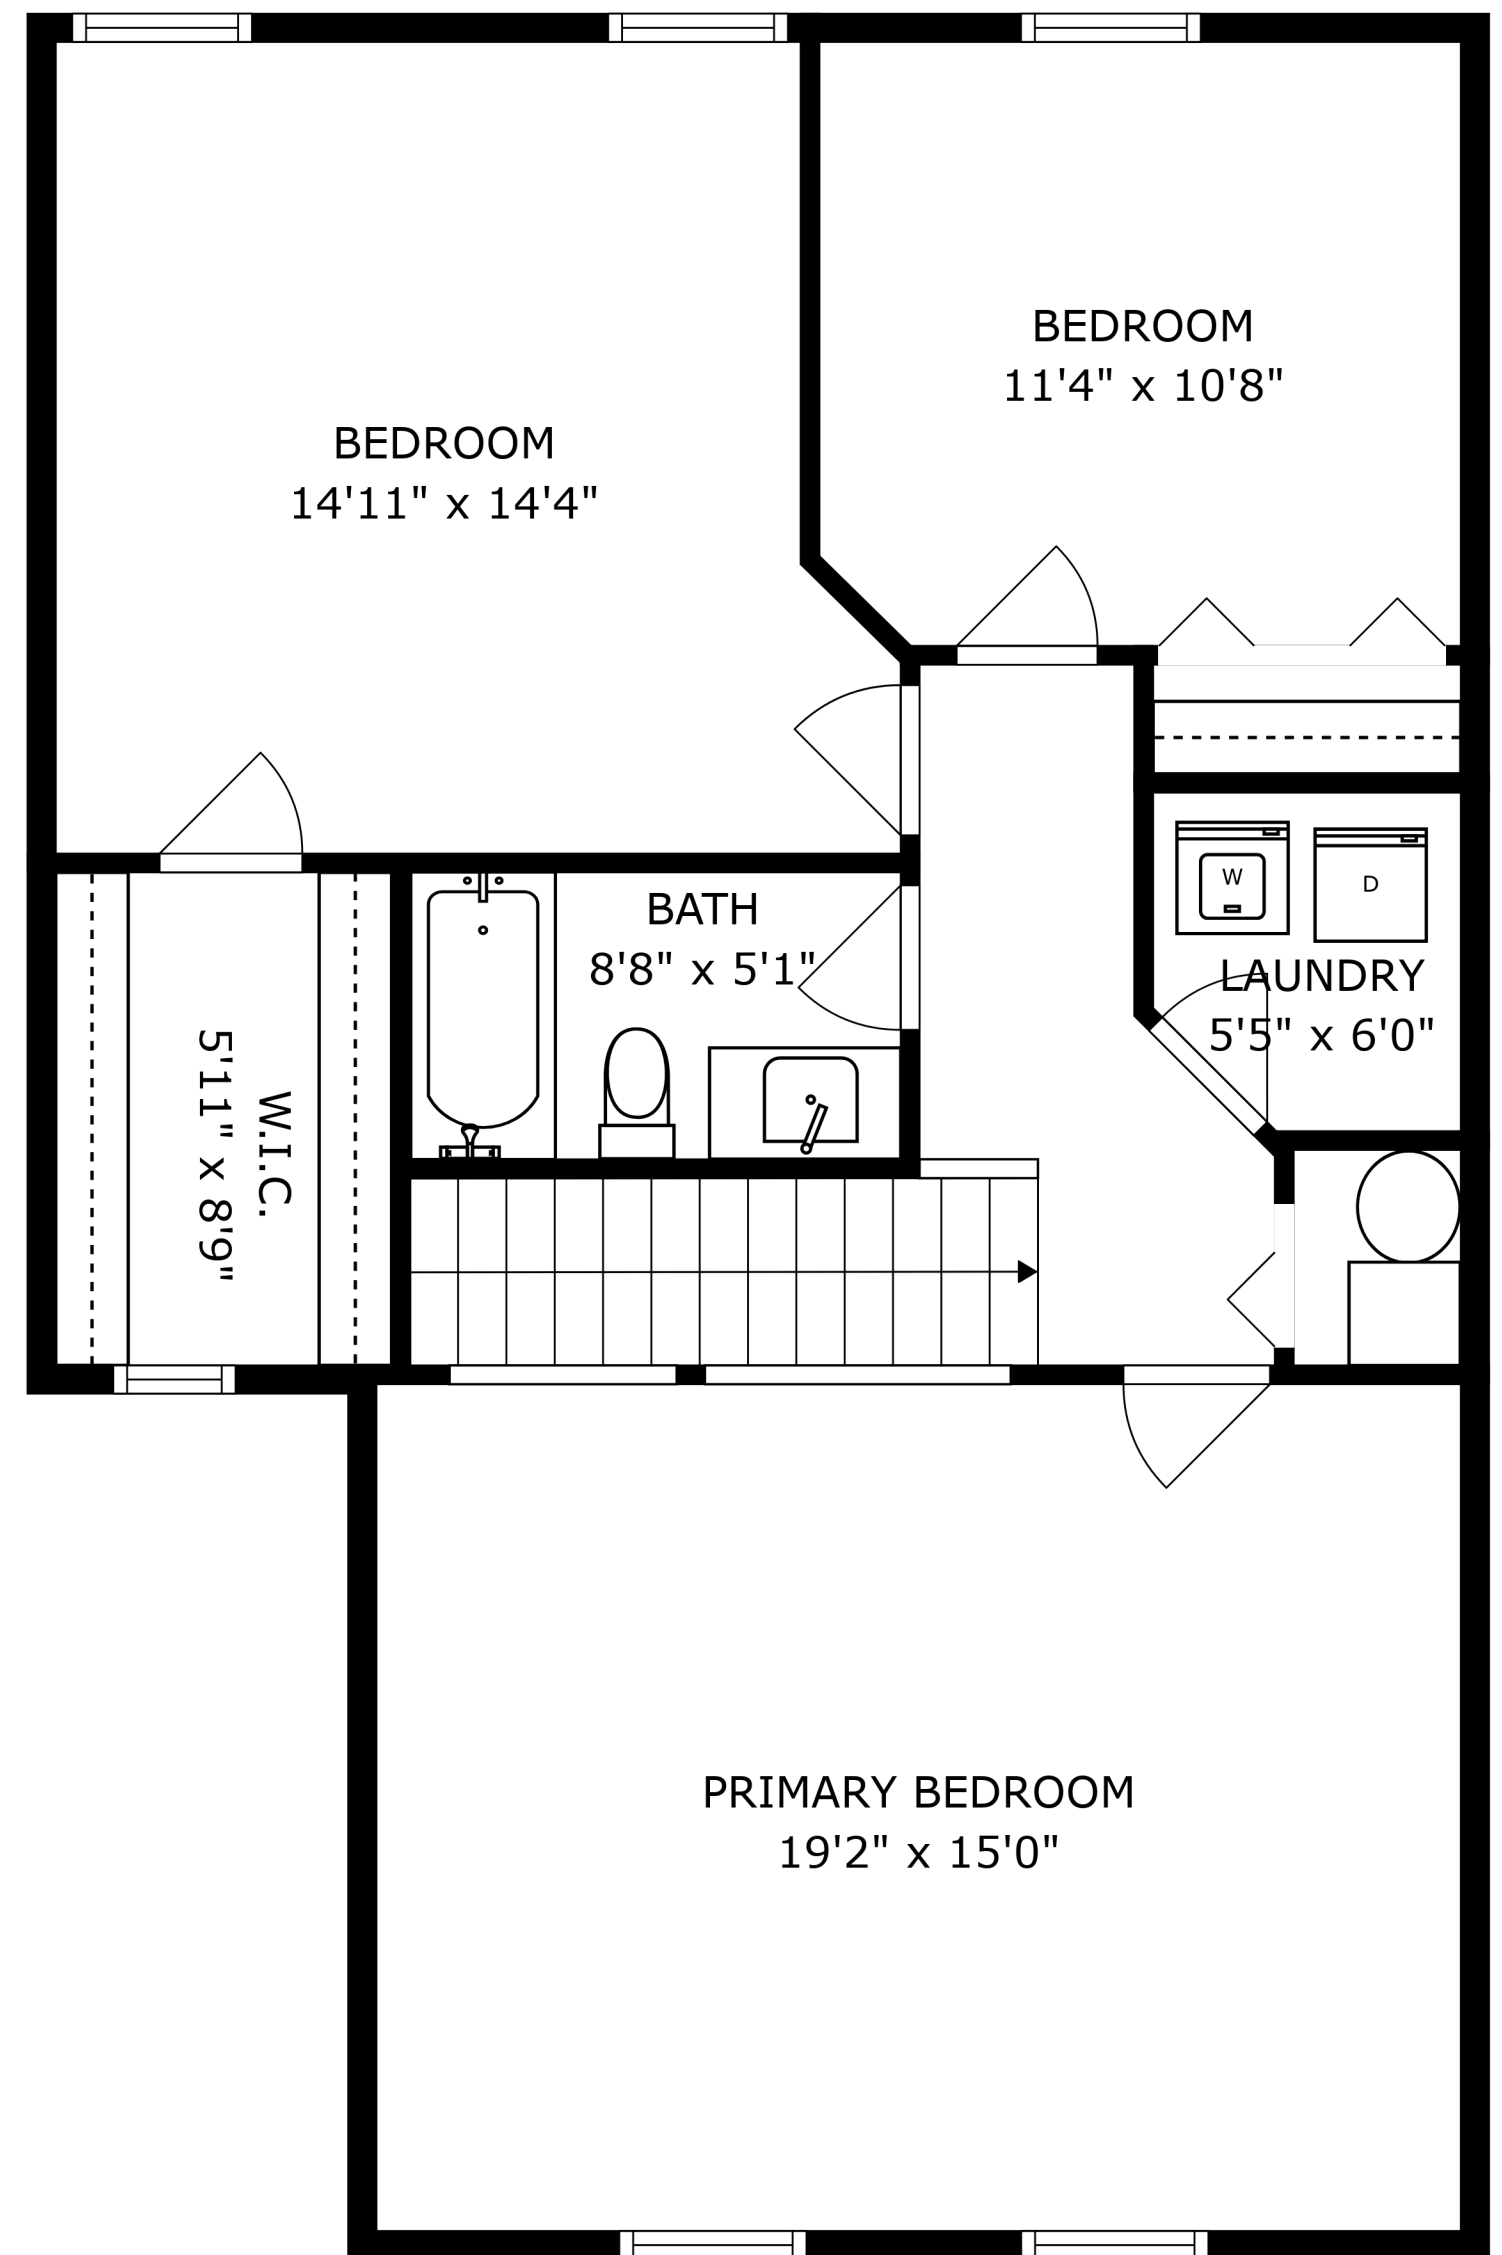 BEDROOM
11'4" x 10'8"
BEDROOM
14'11" x 14'4"
W
D
BATH
8'8" x 5'1"
LAUNDRY
5'5" x 6'0"
W.I.C.
5'11" x 8'9"
PRIMARY BEDROOM
19'2" x 15'0"